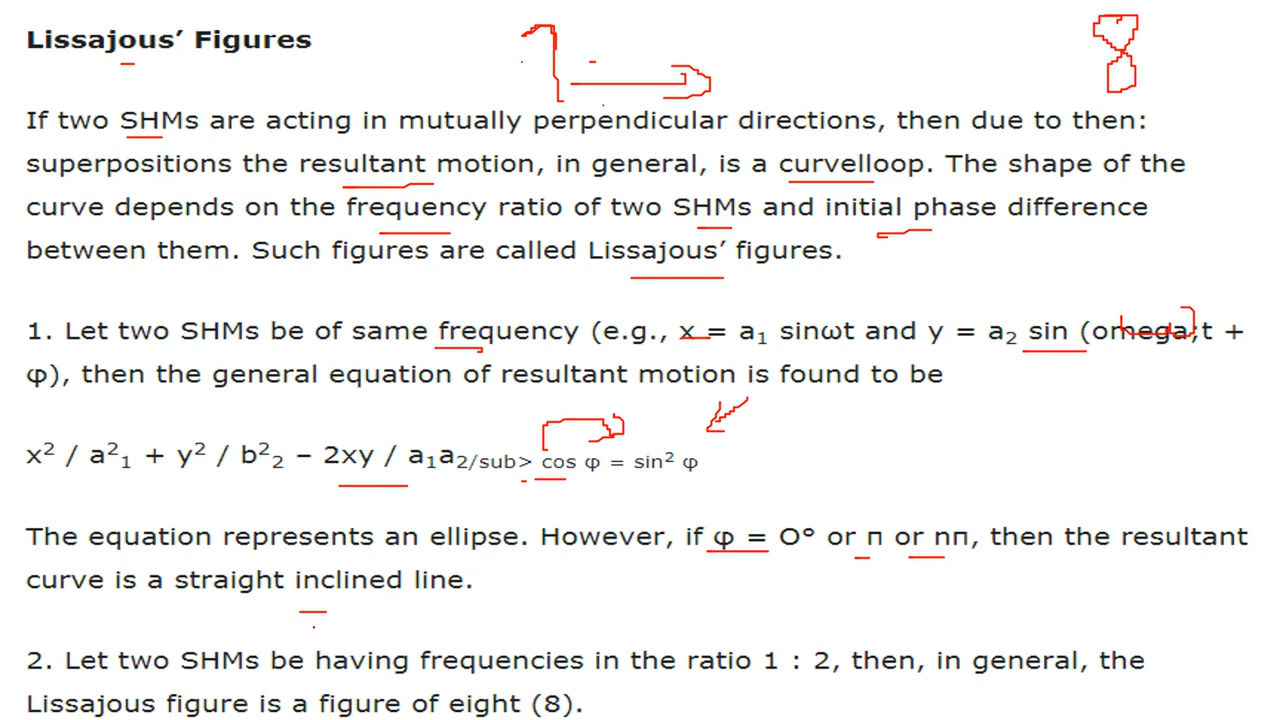 Lissajous’ Figures
8
If two SHMs are acting in mutually perpendicular directions, then due to then:
superpositions the resultant motion, in general, is a curvelloop. The shape of the
curve depends on the frequency ratio of two SHMs and initial phase difference
between them. Such figures are called Lissajous’ figures.
1. Let two SHMs be of same frequency (e.g., x = a₁ sinωt and y = a₂ sin (omega;t +
φ), then the general equation of resultant motion is found to be
x² / a²₁ + y² / b²₂ – 2xy / a₁a₂/sub> cos φ = sin² φ
The equation represents an ellipse. However, if φ = O° or п or nп, then the resultant
curve is a straight inclined line.
2. Let two SHMs be having frequencies in the ratio 1 : 2, then, in general, the
Lissajous figure is a figure of eight (8).